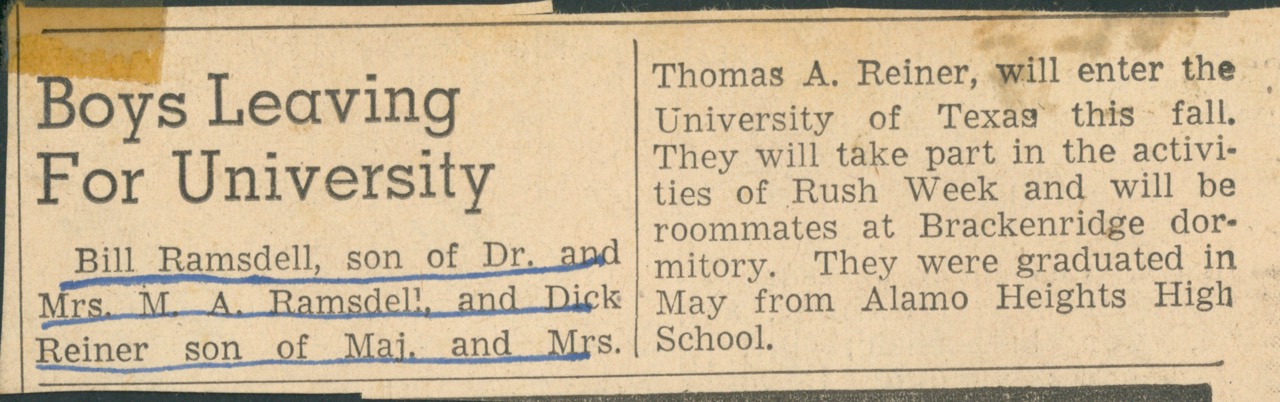 Boys Leaving
For University
Bill Ramsdell, son of Dr. and
Mrs. M. A. Ramsdell, and Dick
Reiner son of Maj. and Mrs.
Thomas A. Reiner, will enter the
University of Texas this fall.
They will take part in the activi-
ties of Rush Week and will be
roommates at Brackenridge dor-
mitory. They were graduated in
May from Alamo Heights High
School.